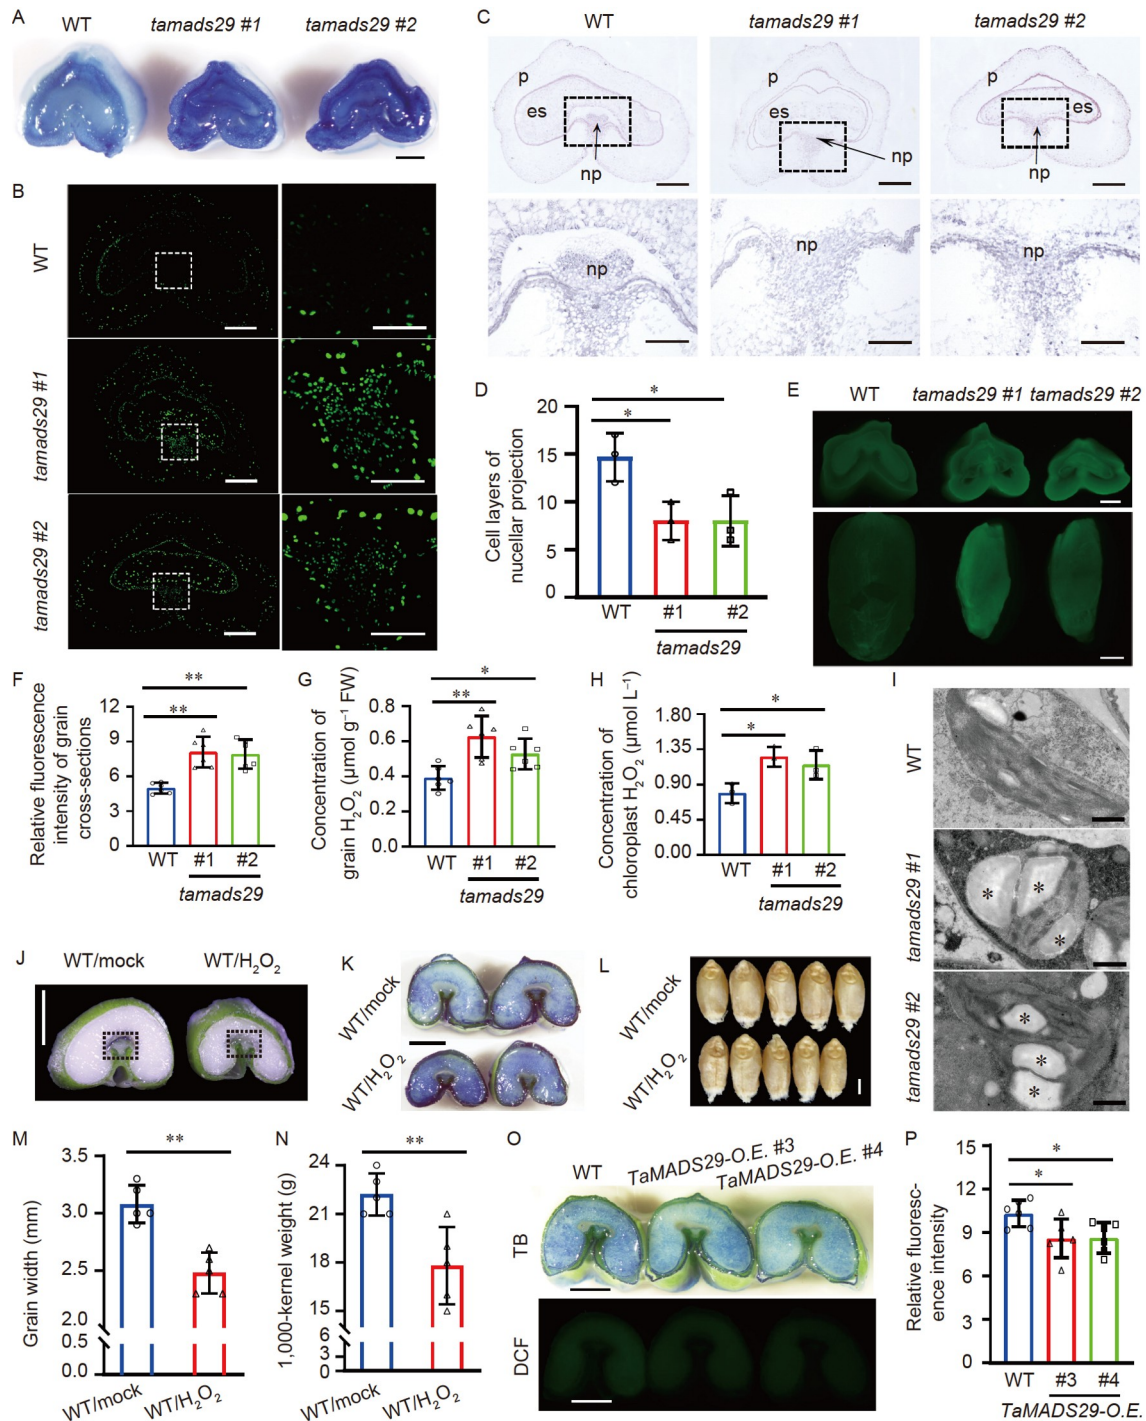 A
WT
tamads29 #1
tamads29 #2
B
WT
tamads29 #1
tamads29 #2
C
WT
tamads29 #1
tamads29 #2
p
es
np
p
es
np
p
es
np
np
np
np
D
Cell layers of
nucellar projection
20
15
10
5
0
*
*
WT
#1
#2
tamads29
E
WT
tamads29 #1
tamads29 #2
F
Relative fluorescence
intensity of grain
cross-sections
12
9
6
3
0
**
**
WT
#1
#2
tamads29
G
Concentration of
grain H₂O₂ (μmol g⁻¹ FW)
0.8
0.6
0.4
0.2
0.0
*
**
WT
#1
#2
tamads29
H
Concentration of
chloroplast H₂O₂ (μmol L⁻¹)
1.80
1.35
0.90
0.45
0.00
*
*
WT
#1
#2
tamads29
I
WT
tamads29 #1
* * *
tamads29 #2
*
*
*
J
WT/mock
WT/H₂O₂
K
WT/mock
WT/H₂O₂
L
WT/mock
WT/H₂O₂
M
Grain width (mm)
3.5
3.0
2.5
2.0
0.5
0.0
**
WT/mock
WT/H₂O₂
N
1,000-kernel weight (g)
24
21
18
15
6
3
0
**
WT/mock
WT/H₂O₂
O
WT
TaMADS29-O.E. #3
TaMADS29-O.E. #4
TB
DCF
P
Relative fluoresc-
ence intensity
15
12
9
6
3
0
*
*
WT
#3
#4
TaMADS29-O.E.